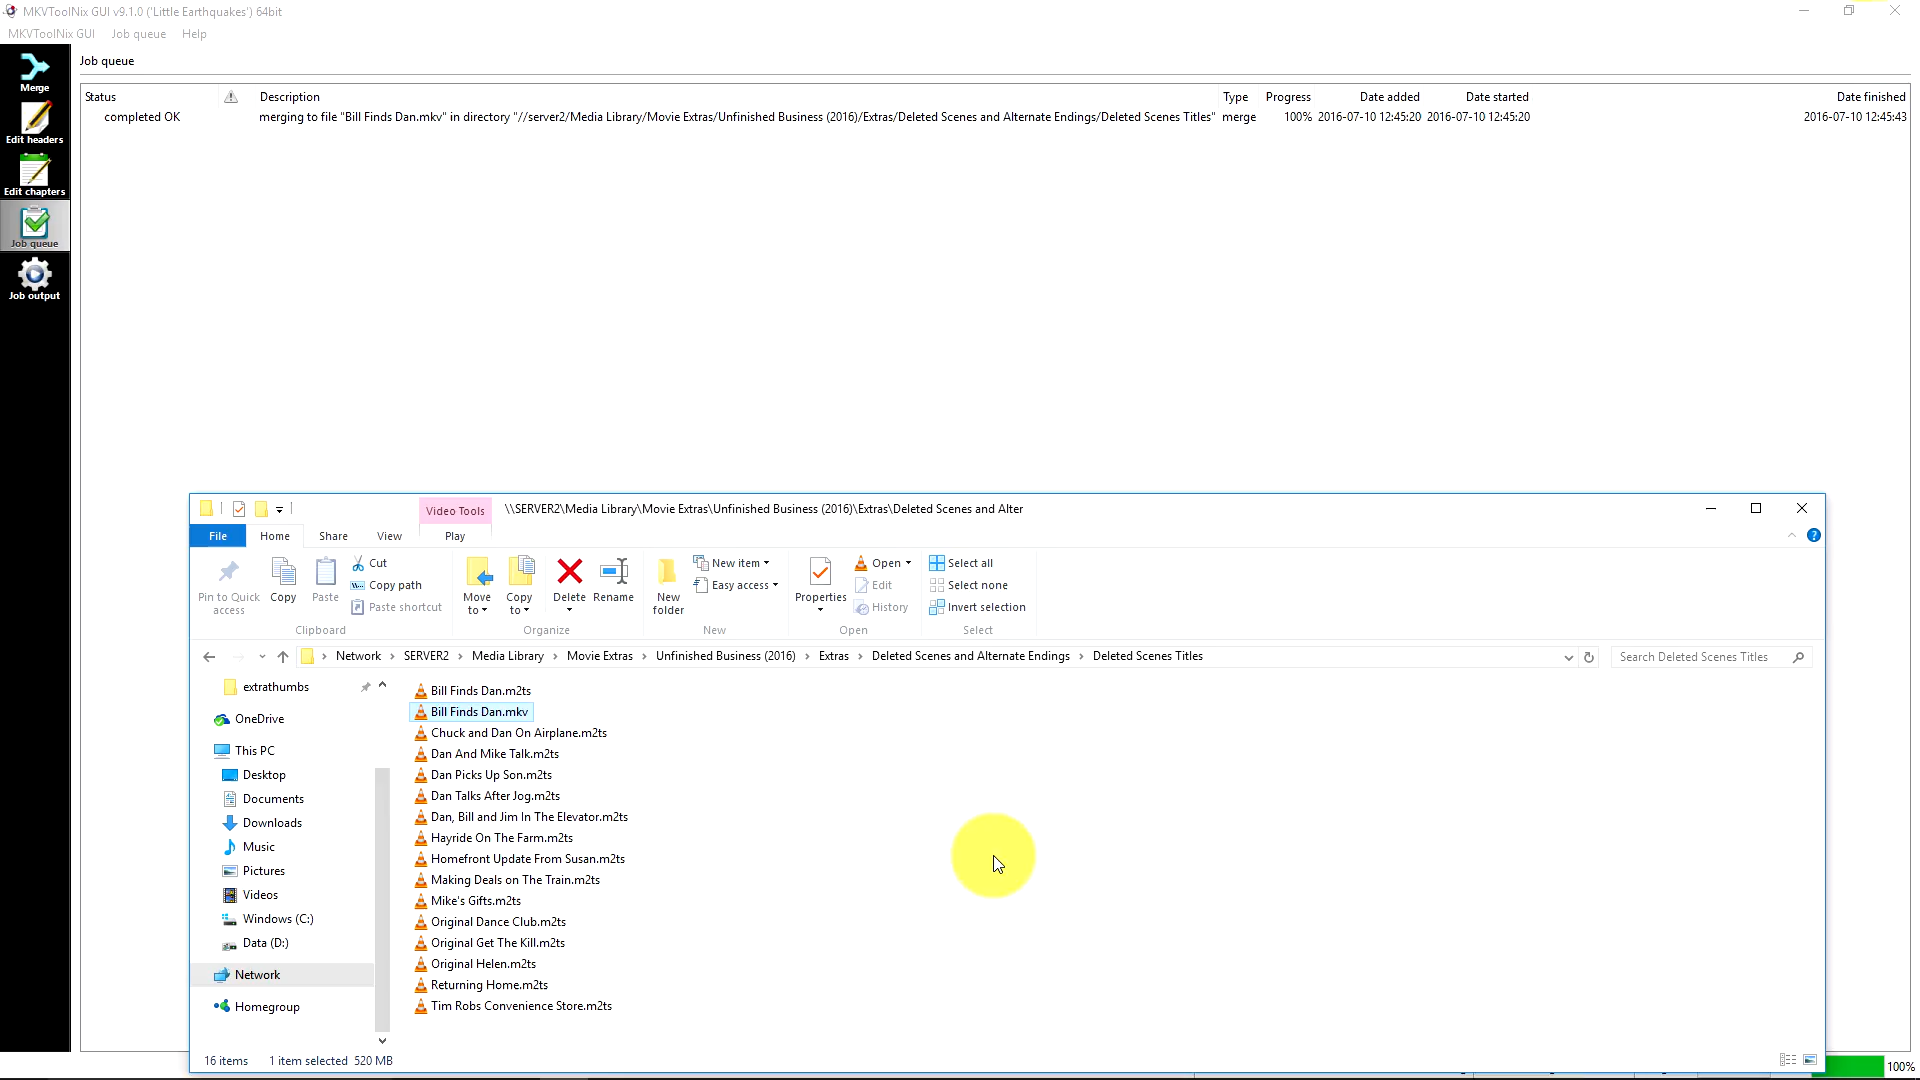 MKVToolNix GUI v9.1.0 ('Little Earthquakes') 64bit
MKVToolNix GUI Job queue Help
Merge
Edit headers
Edit chapters
Job queue
Job output
Job queue
Status Description Type Progress Date added Date started Date finished
completed OK merging to file "Bill Finds Dan.mkv" in directory "//server2/Media Library/Movie Extras/Unfinished Business (2016)/Extras/Deleted Scenes and Alternate Endings/Deleted Scenes Titles" merge 100% 2016-07-10 12:45:20 2016-07-10 12:45:20 2016-07-10 12:45:43
Video Tools \\SERVER2\Media Library\Movie Extras\Unfinished Business (2016)\Extras\Deleted Scenes and Alter
File Home Share View Play
Pin to Quick access
Copy
Paste
Cut
Copy path
Paste shortcut
Clipboard
Move to
Copy to
Delete
Rename
Organize
New folder
New item
Easy access
New
Properties
Open
Edit
History
Open
Select all
Select none
Invert selection
Select
Network SERVER2 Media Library Movie Extras Unfinished Business (2016) Extras Deleted Scenes and Alternate Endings Deleted Scenes Titles
Search Deleted Scenes Titles
extrathumbs
OneDrive
This PC
Desktop
Documents
Downloads
Music
Pictures
Videos
Windows (C:)
Data (D:)
Network
Homegroup
Bill Finds Dan.m2ts
Bill Finds Dan.mkv
Chuck and Dan On Airplane.m2ts
Dan And Mike Talk.m2ts
Dan Picks Up Son.m2ts
Dan Talks After Jog.m2ts
Dan, Bill and Jim In The Elevator.m2ts
Hayride On The Farm.m2ts
Homefront Update From Susan.m2ts
Making Deals on The Train.m2ts
Mike's Gifts.m2ts
Original Dance Club.m2ts
Original Get The Kill.m2ts
Original Helen.m2ts
Returning Home.m2ts
Tim Robs Convenience Store.m2ts
16 items 1 item selected 520 MB
100%